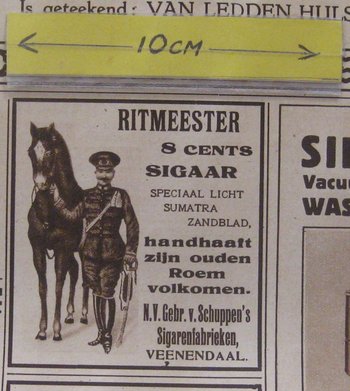 Is geteekend: VAN LEDDEN HULS
10CM
RITMEESTER
8 CENTS
SIGAAR
SPECIAAL LICHT
SUMATRA
ZANDBLAD,
handhaaft
zijn ouden
Roem
volkomen.
N.V. Gebr. v. Schuppen's
Sigarenfabrieken,
VEENENDAAL.
SI
Vacu
WAS